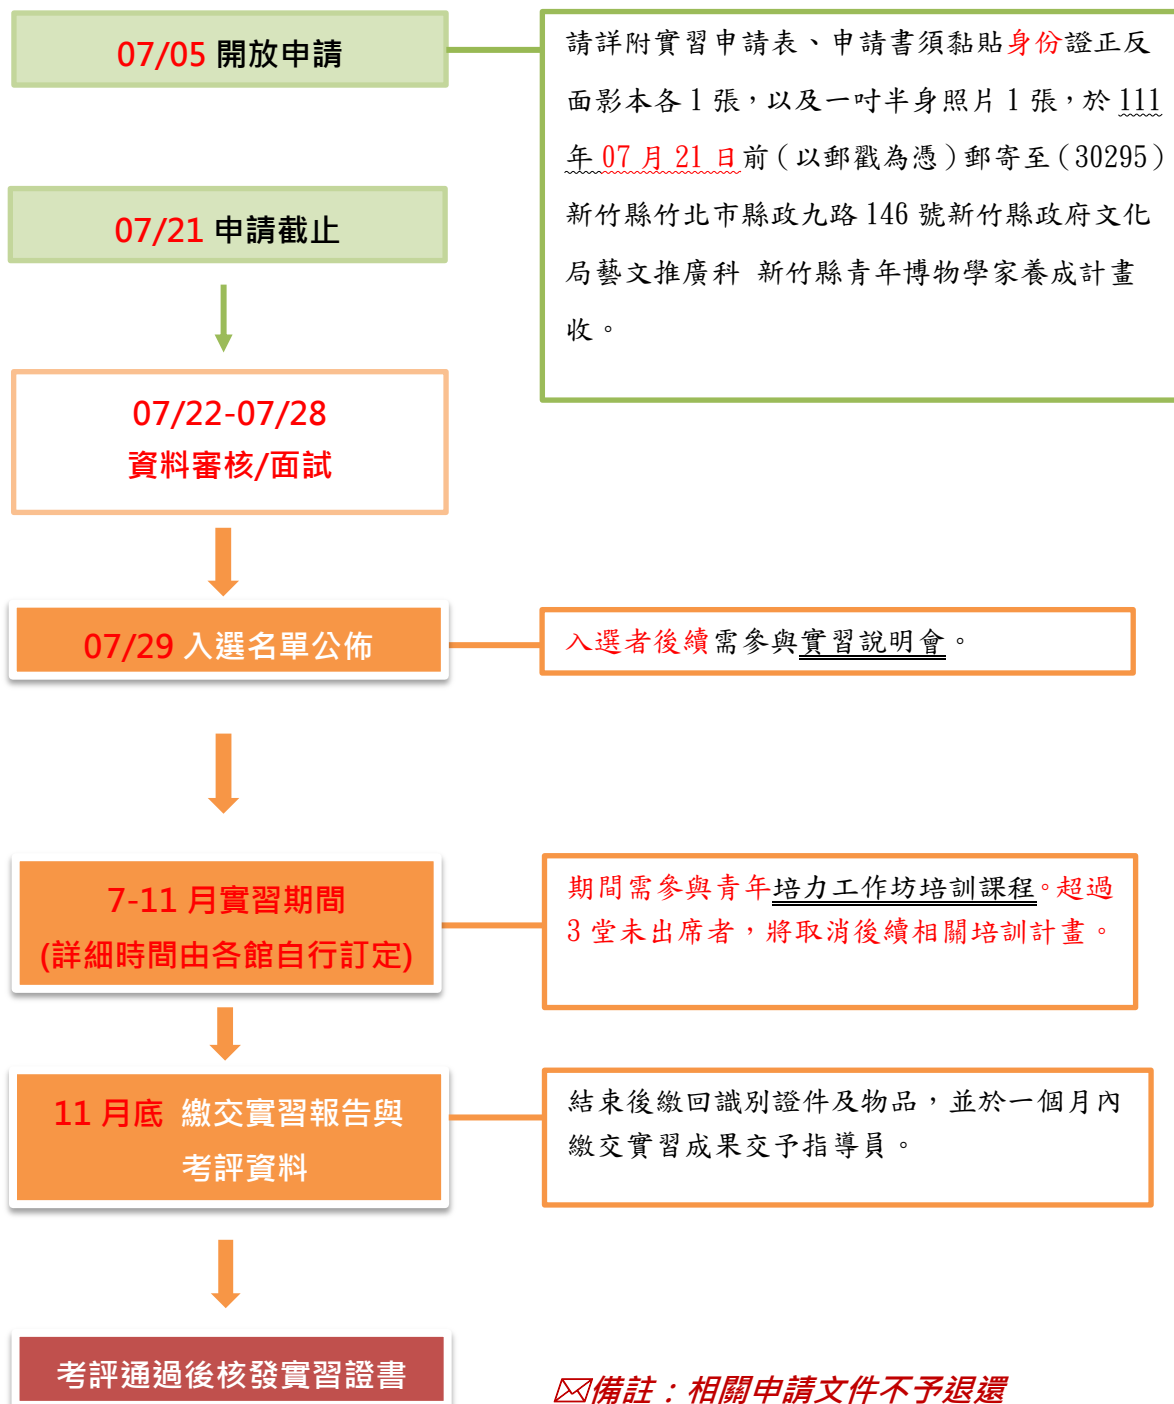 07/05 開放申請
請詳附實習申請表、申請書須黏貼身份證正反
面影本各 1 張，以及一吋半身照片 1 張，於 111
年 07 月 21 日前（以郵戳為憑）郵寄至（30295）
新竹縣竹北市縣政九路 146 號新竹縣政府文化
局藝文推廣科 新竹縣青年博物學家養成計畫
收。
07/21 申請截止
07/22-07/28
資料審核/面試
07/29 入選名單公佈
入選者後續需參與實習說明會。
7-11 月實習期間
(詳細時間由各館自行訂定)
期間需參與青年培力工作坊培訓課程。超過
3 堂未出席者，將取消後續相關培訓計畫。
11 月底 繳交實習報告與
考評資料
結束後繳回識別證件及物品，並於一個月內
繳交實習成果交予指導員。
考評通過後核發實習證書
備註：相關申請文件不予退還